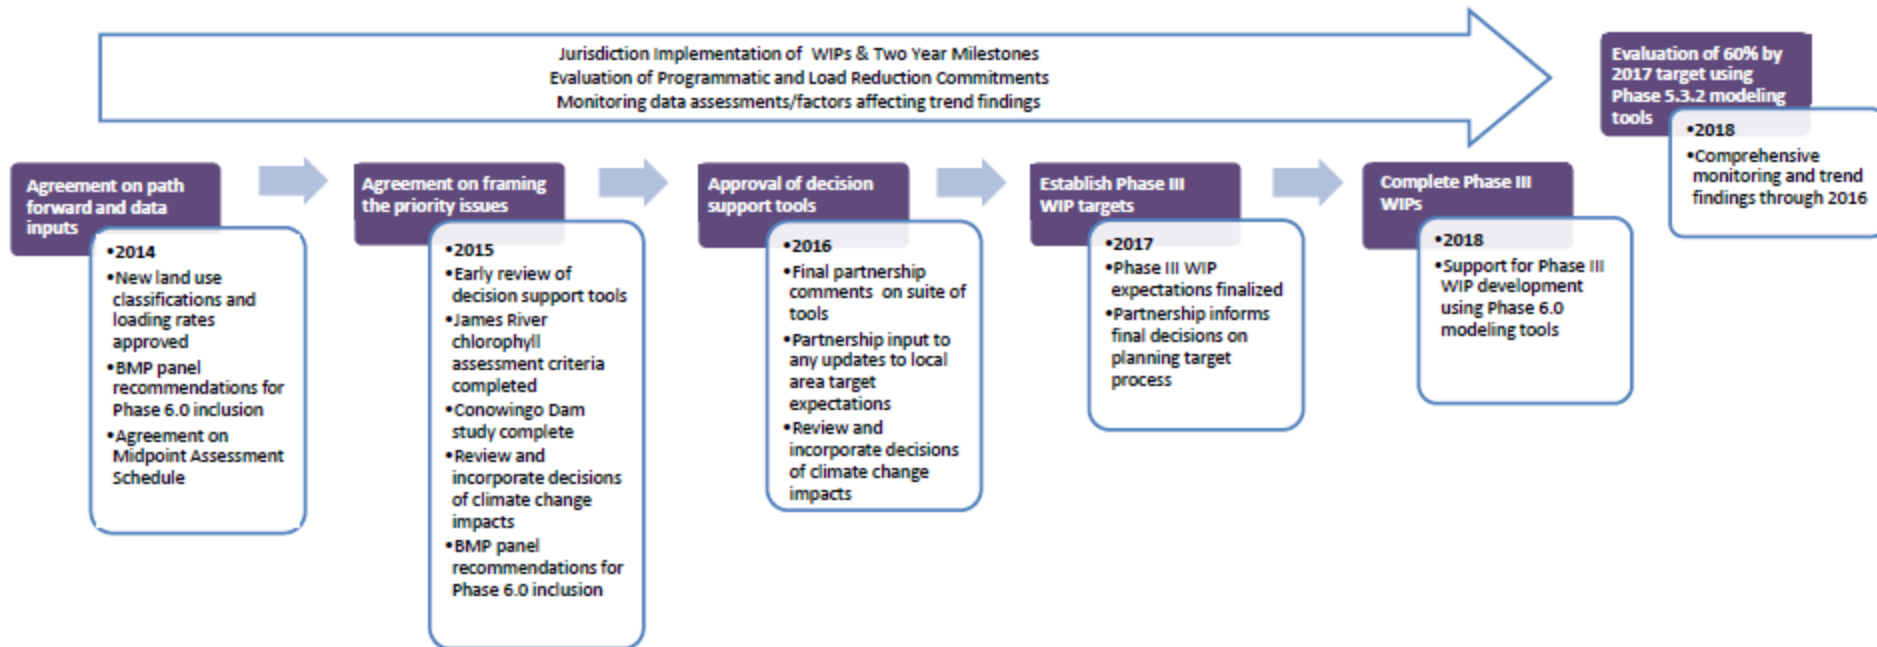 Jurisdiction Implementation of WIPs & Two Year Milestones
Evaluation of Programmatic and Load Reduction Commitments
Monitoring data assessments/factors affecting trend findings
Evaluation of 60% by
2017 target using
Phase 5.3.2 modeling
tools
•2018
•Comprehensive
monitoring and trend
findings through 2016
Agreement on path
forward and data
inputs
•2014
•New land use
classifications and
loading rates
approved
•BMP panel
recommendations for
Phase 6.0 inclusion
•Agreement on
Midpoint Assessment
Schedule
Agreement on framing
the priority issues
•2015
•Early review of
decision support tools
•James River
chlorophyll
assessment criteria
completed
•Conowingo Dam
study complete
•Review and
incorporate decisions
of climate change
impacts
•BMP panel
recommendations for
Phase 6.0 inclusion
Approval of decision
support tools
•2016
•Final partnership
comments on suite of
tools
•Partnership input to
any updates to local
area target
expectations
•Review and
incorporate decisions
of climate change
impacts
Establish Phase III
WIP targets
•2017
•Phase III WIP
expectations finalized
•Partnership informs
final decisions on
planning target
process
Complete Phase III
WIPs
•2018
•Support for Phase III
WIP development
using Phase 6.0
modeling tools